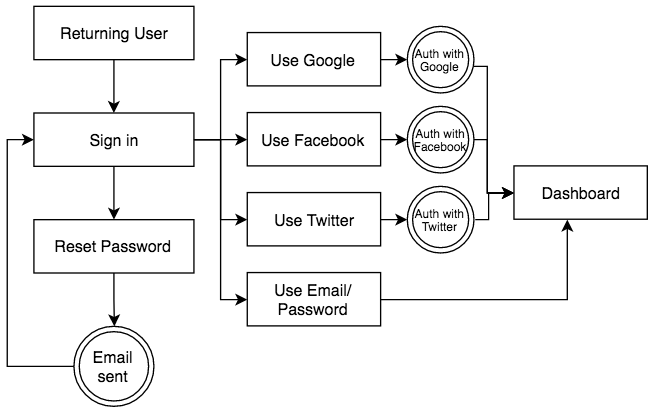 Returning User
Sign in
Reset Password
Email
sent
Use Google
Auth with
Google
Use Facebook
Auth with
Facebook
Use Twitter
Auth with
Twitter
Use Email/
Password
Dashboard